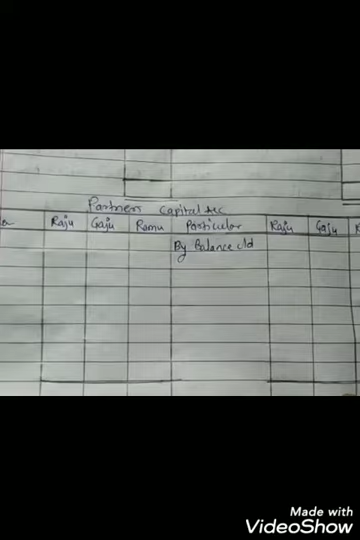 Partners Capital A/c
Raju Gaju Ramu Particular Raju Gaju
By Balance c/d
Made with
VideoShow